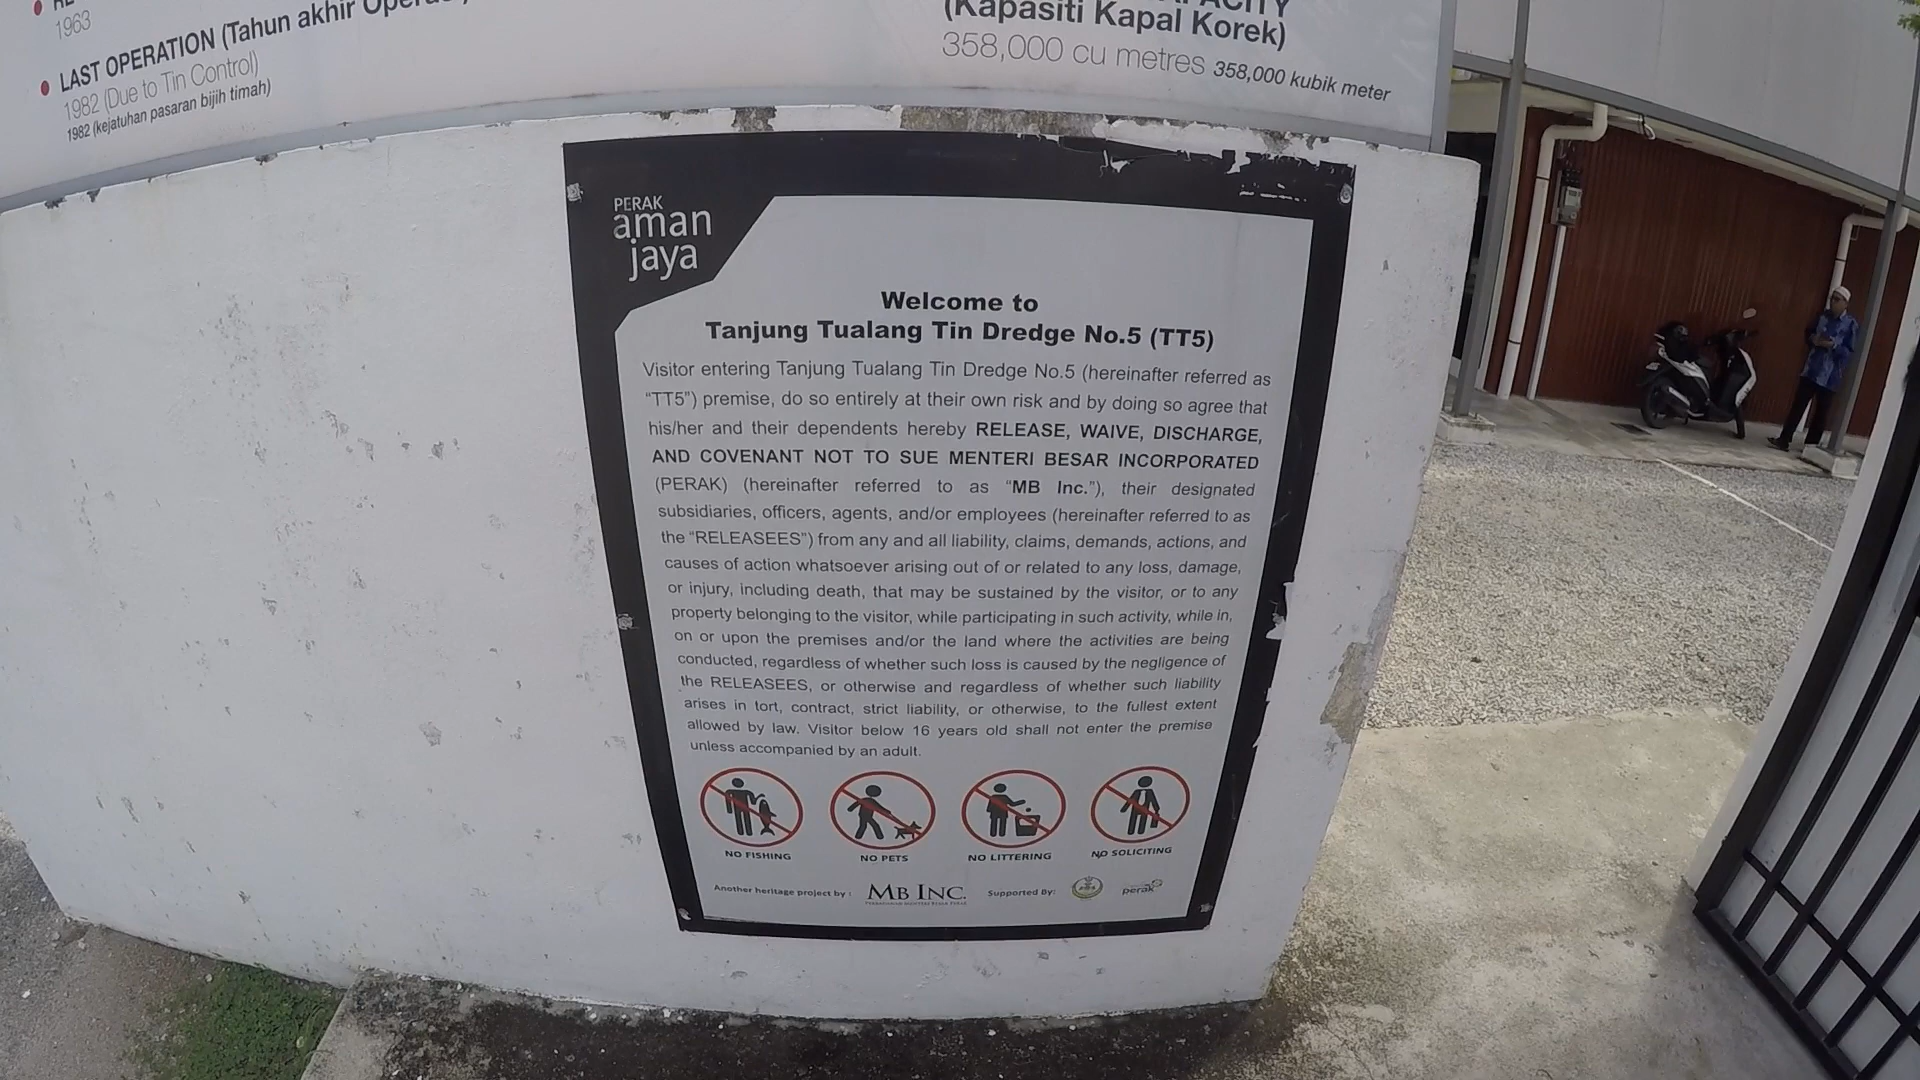 1963
LAST OPERATION (Tahun akhir
1982 (Due to Tin Control)
1982 (kejatuhan pasaran bijih timah)
(Kapasiti Kapal Korek)
358,000 cu metres 358,000 kubik meter
PERAK
aman
jaya
Welcome to
Tanjung Tualang Tin Dredge No.5 (TT5)
Visitor entering Tanjung Tualang Tin Dredge No.5 (hereinafter referred as
“TT5”) premise, do so entirely at their own risk and by doing so agree that
his/her and their dependents hereby RELEASE, WAIVE, DISCHARGE,
AND COVENANT NOT TO SUE MENTERI BESAR INCORPORATED
(PERAK) (hereinafter referred to as “MB Inc.”), their designated
subsidiaries, officers, agents, and/or employees (hereinafter referred to as
the “RELEASEES”) from any and all liability, claims, demands, actions, and
causes of action whatsoever arising out of or related to any loss, damage,
or injury, including death, that may be sustained by the visitor, or to any
property belonging to the visitor, while participating in such activity, while in,
on or upon the premises and/or the land where the activities are being
conducted, regardless of whether such loss is caused by the negligence of
the RELEASEES, or otherwise and regardless of whether such liability
arises in tort, contract, strict liability, or otherwise, to the fullest extent
allowed by law. Visitor below 16 years old shall not enter the premise
unless accompanied by an adult.
NO FISHING
NO PETS
NO LITTERING
NO SOLICITING
Another heritage project by : MB INC. Supported By: perak